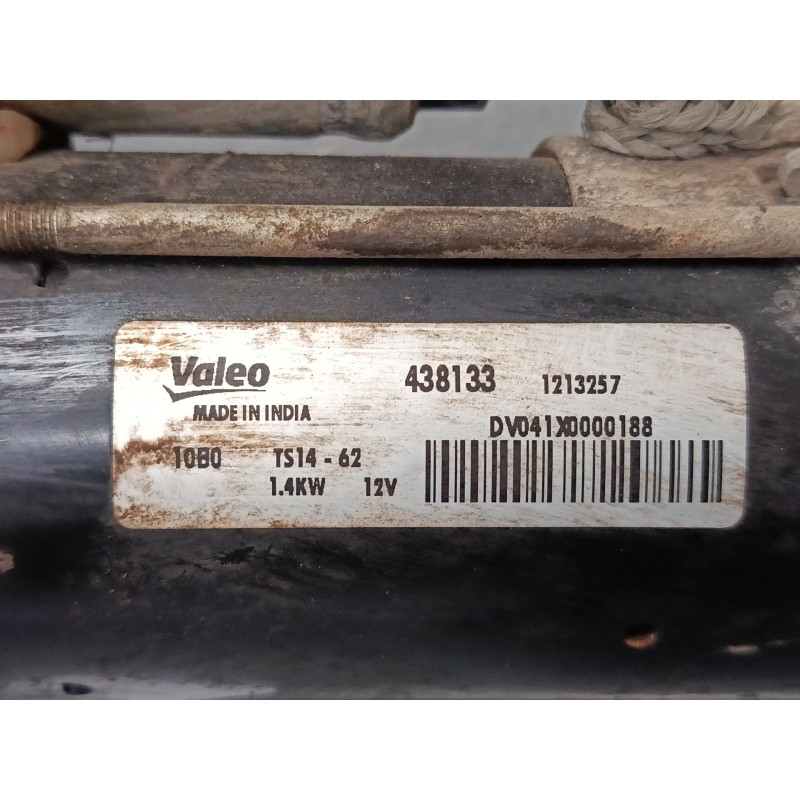 Valeo 438133 1213257
MADE IN INDIA DV041X0000188
10B0 TS14 - 62
1.4KW 12V